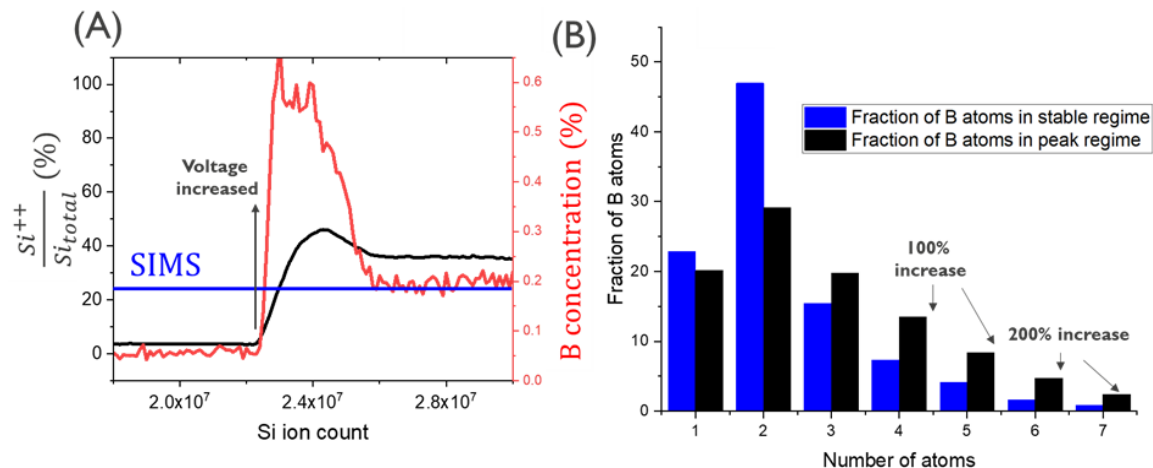 (A)
100
80
60
40
20
0
Si++/Sitotal (%)
Voltage
increased
SIMS
0.6
0.5
0.4
0.3
0.2
0.1
0.0
B concentration (%)
2.0x10^7
2.4x10^7
2.8x10^7
Si ion count
(B)
50
40
30
20
10
0
Fraction of B atoms
Fraction of B atoms in stable regime
Fraction of B atoms in peak regime
100%
increase
200% increase
1
2
3
4
5
6
7
Number of atoms